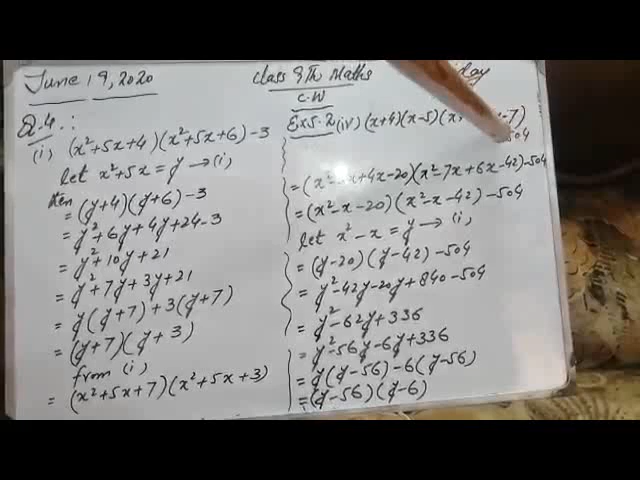 June 19, 2020
Class 9Th Maths
C.W
Q.4.:
(i) (x²+5x+4)(x²+5x+6)-3
let x²+5x = y →(i)
then
= (y+4)(y+6)-3
= y²+6y+4y+24-3
= y²+10y+21
= y²+7y+3y+21
= y(y+7)+3(y+7)
= (y+7)(y+3)
from (i)
= (x²+5x+7)(x²+5x+3)
Ex5.2 (iv) (x+4)(x-5)(x -7)
504
= (x² x+4x-20)(x²-7x+6x-42)-504
= (x²-x-20)(x²-x-42)-504
let x²-x = y →(i)
= (y-20)(y-42)-504
= y²-42y-20y+840-504
= y²-62y+336
= y²-56y-6y+336
= y(y-56)-6(y-56)
= (y-56)(y-6)